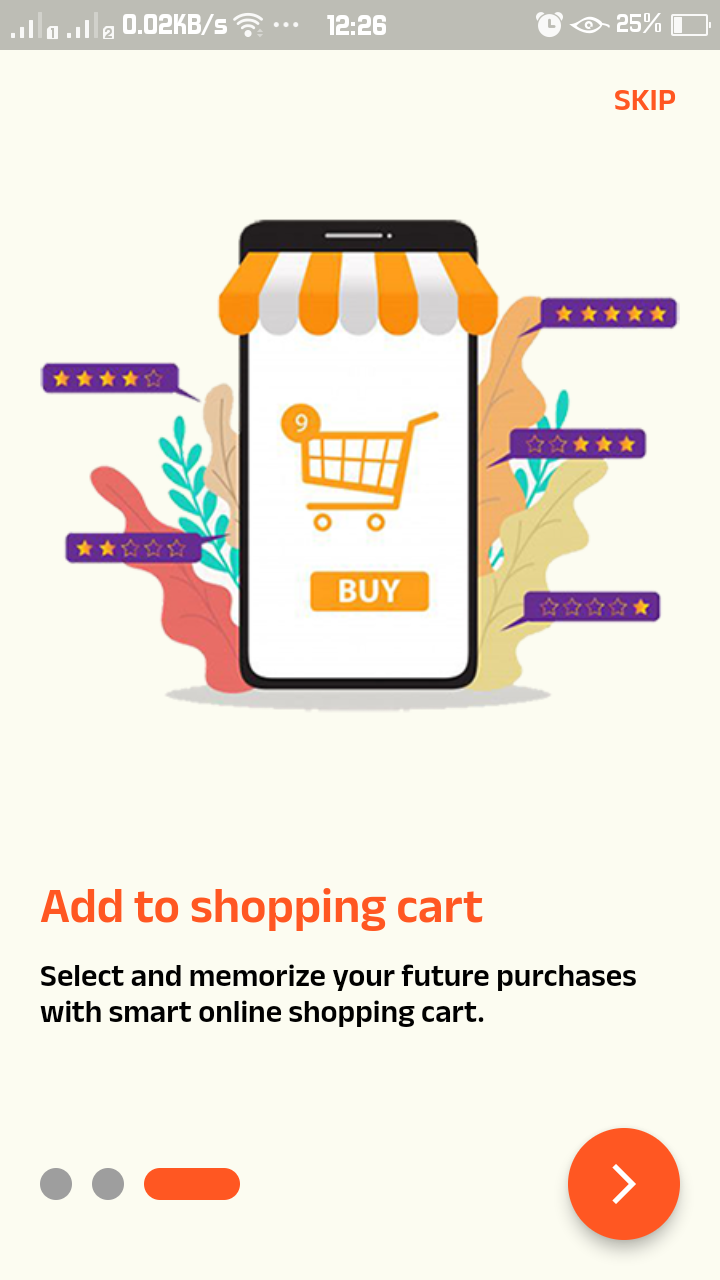 1 2 0.02KB/s ... 12:26 25%
SKIP
9
BUY
Add to shopping cart
Select and memorize your future purchases
with smart online shopping cart.